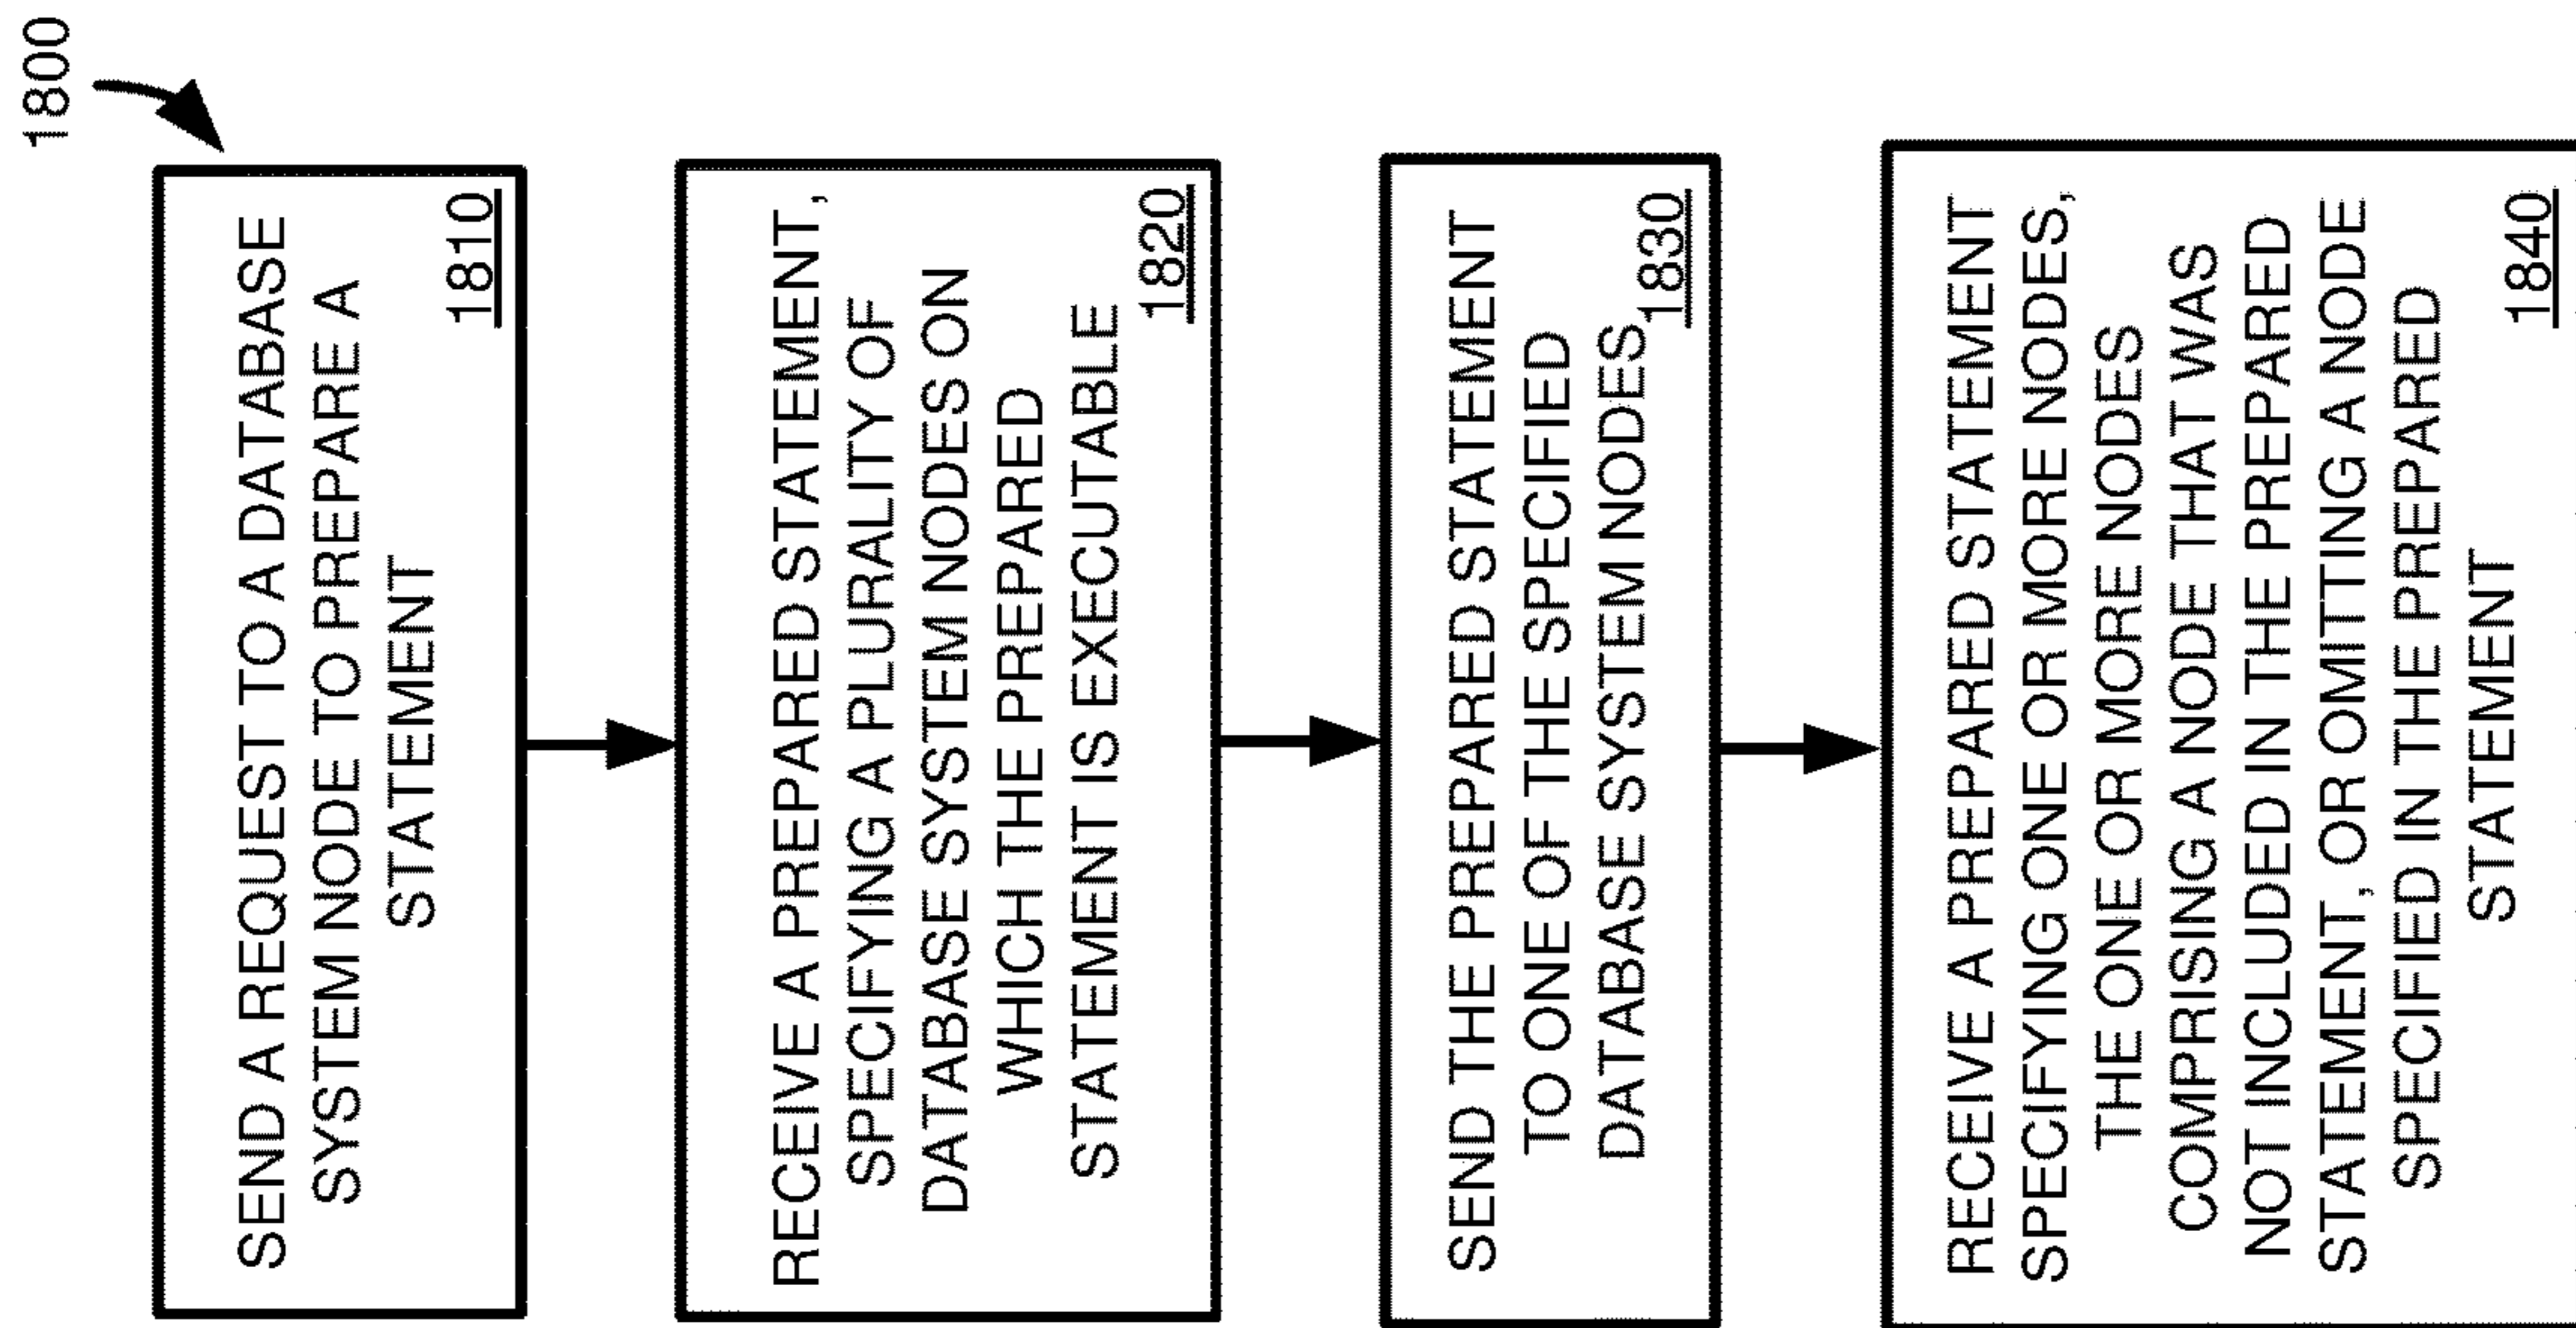 1800
SEND A REQUEST TO A DATABASE
SYSTEM NODE TO PREPARE A
STATEMENT
1810
RECEIVE A PREPARED STATEMENT,
SPECIFYING A PLURALITY OF
DATABASE SYSTEM NODES ON
WHICH THE PREPARED
STATEMENT IS EXECUTABLE
1820
SEND THE PREPARED STATEMENT
TO ONE OF THE SPECIFIED
DATABASE SYSTEM NODES
1830
RECEIVE A PREPARED STATEMENT
SPECIFYING ONE OR MORE NODES,
THE ONE OR MORE NODES
COMPRISING A NODE THAT WAS
NOT INCLUDED IN THE PREPARED
STATEMENT, OR OMITTING A NODE
SPECIFIED IN THE PREPARED
STATEMENT
1840